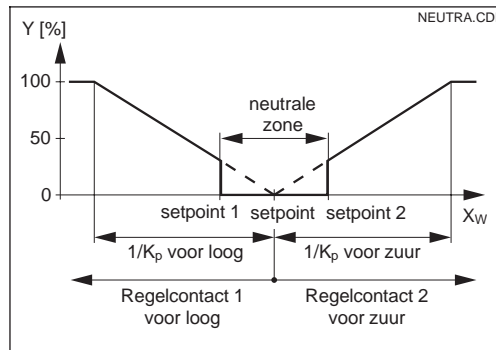 NEUTRA.CD
Y [%]
100
neutrale
zone
50
0
setpoint 1 setpoint setpoint 2 XW
1/Kp voor loog 1/Kp voor zuur
Regelcontact 1 Regelcontact 2
voor loog voor zuur